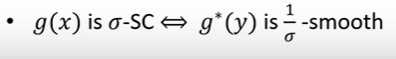 • g(x) is σ-SC ⟺ g*(y) is 1/σ -smooth